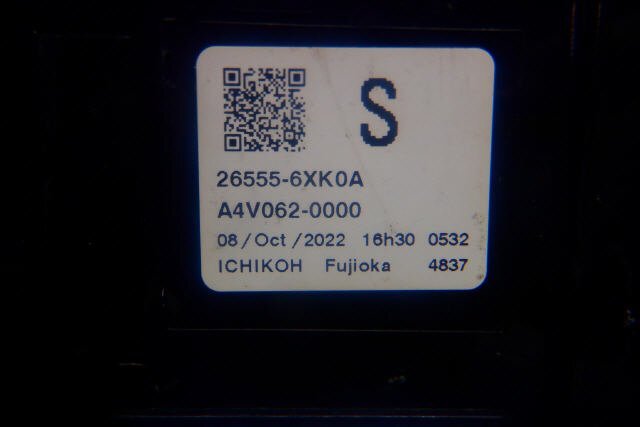 S
26555-6XK0A
A4V062-0000
08/Oct/2022 16h30 0532
ICHIKOH Fujioka 4837